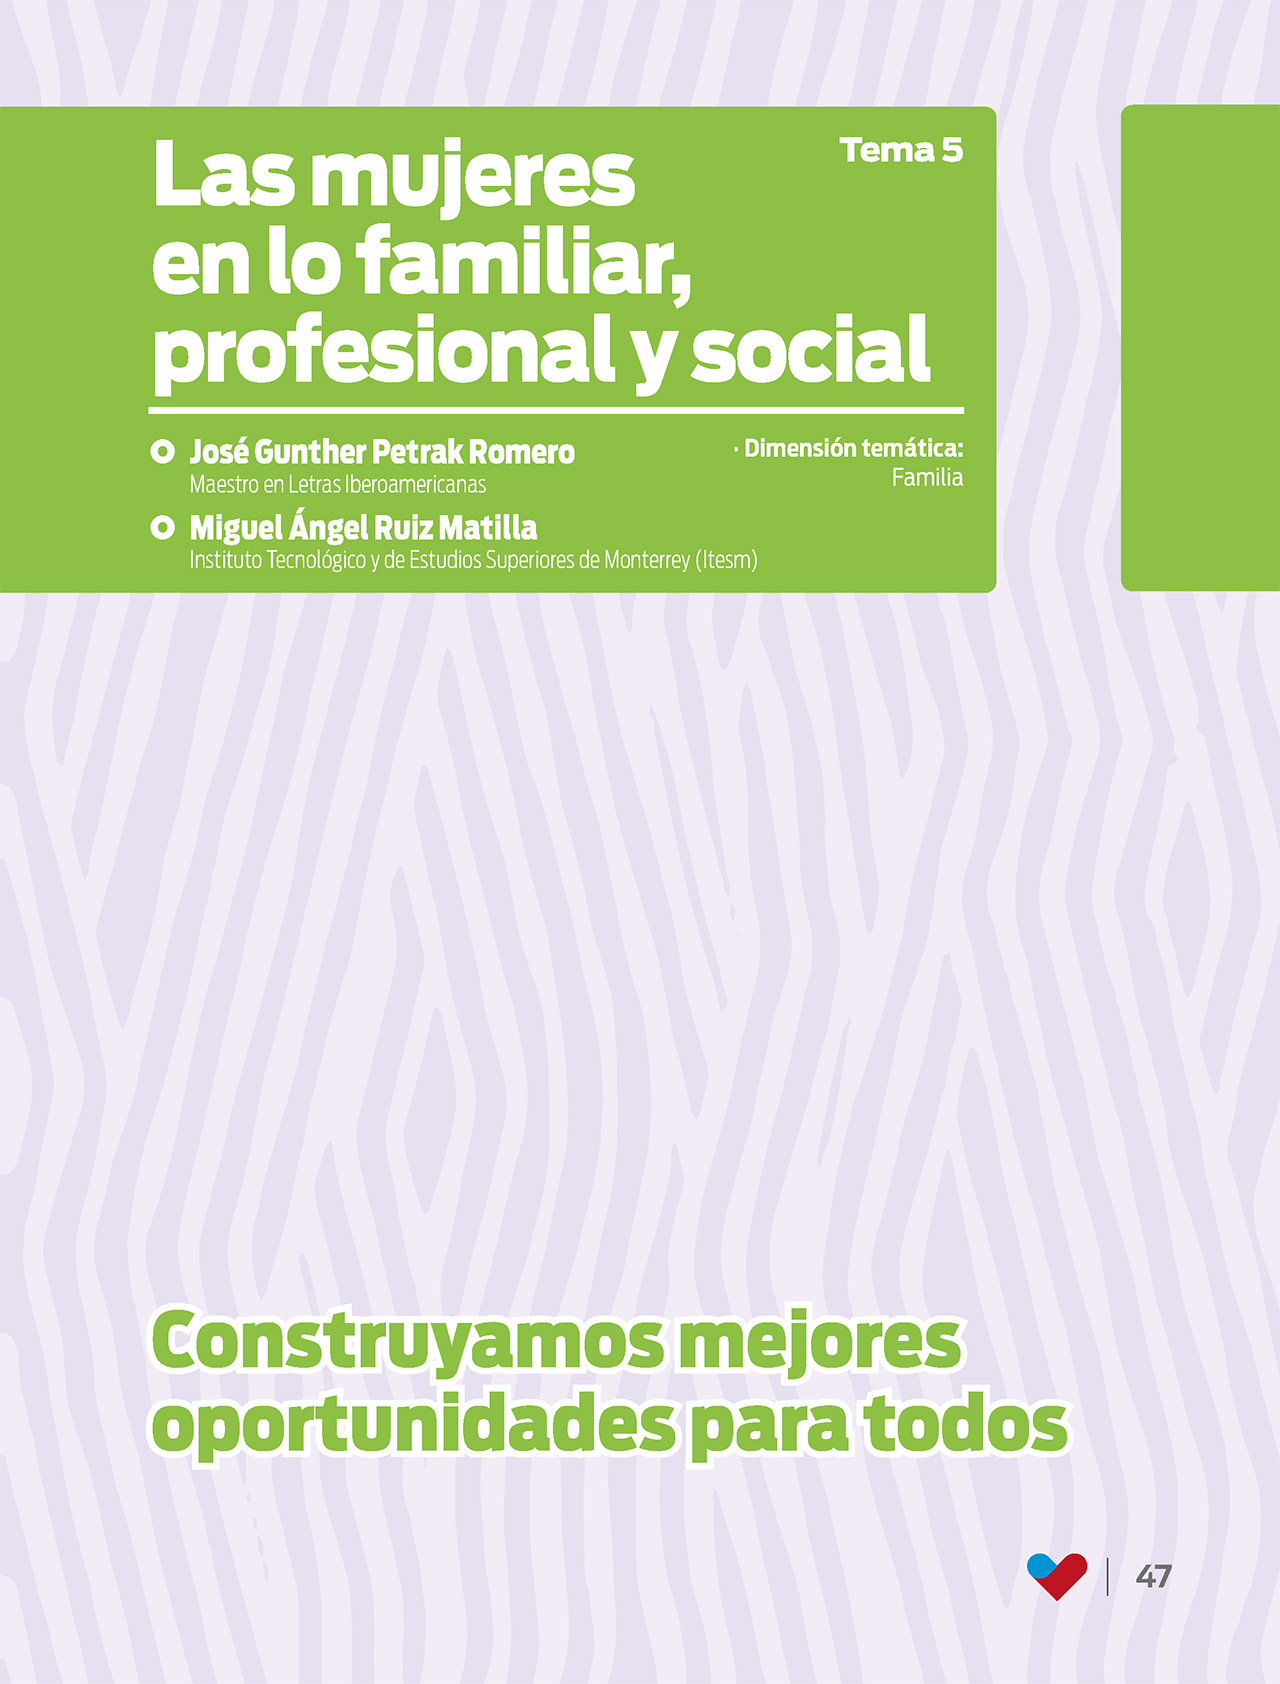 Tema 5
Las mujeres
en lo familiar,
profesional y social
José Gunther Petrak Romero
Maestro en Letras Iberoamericanas
Miguel Ángel Ruiz Matilla
Instituto Tecnológico y de Estudios Superiores de Monterrey (Itesm)
· Dimensión temática:
Familia
Construyamos mejores
oportunidades para todos
47